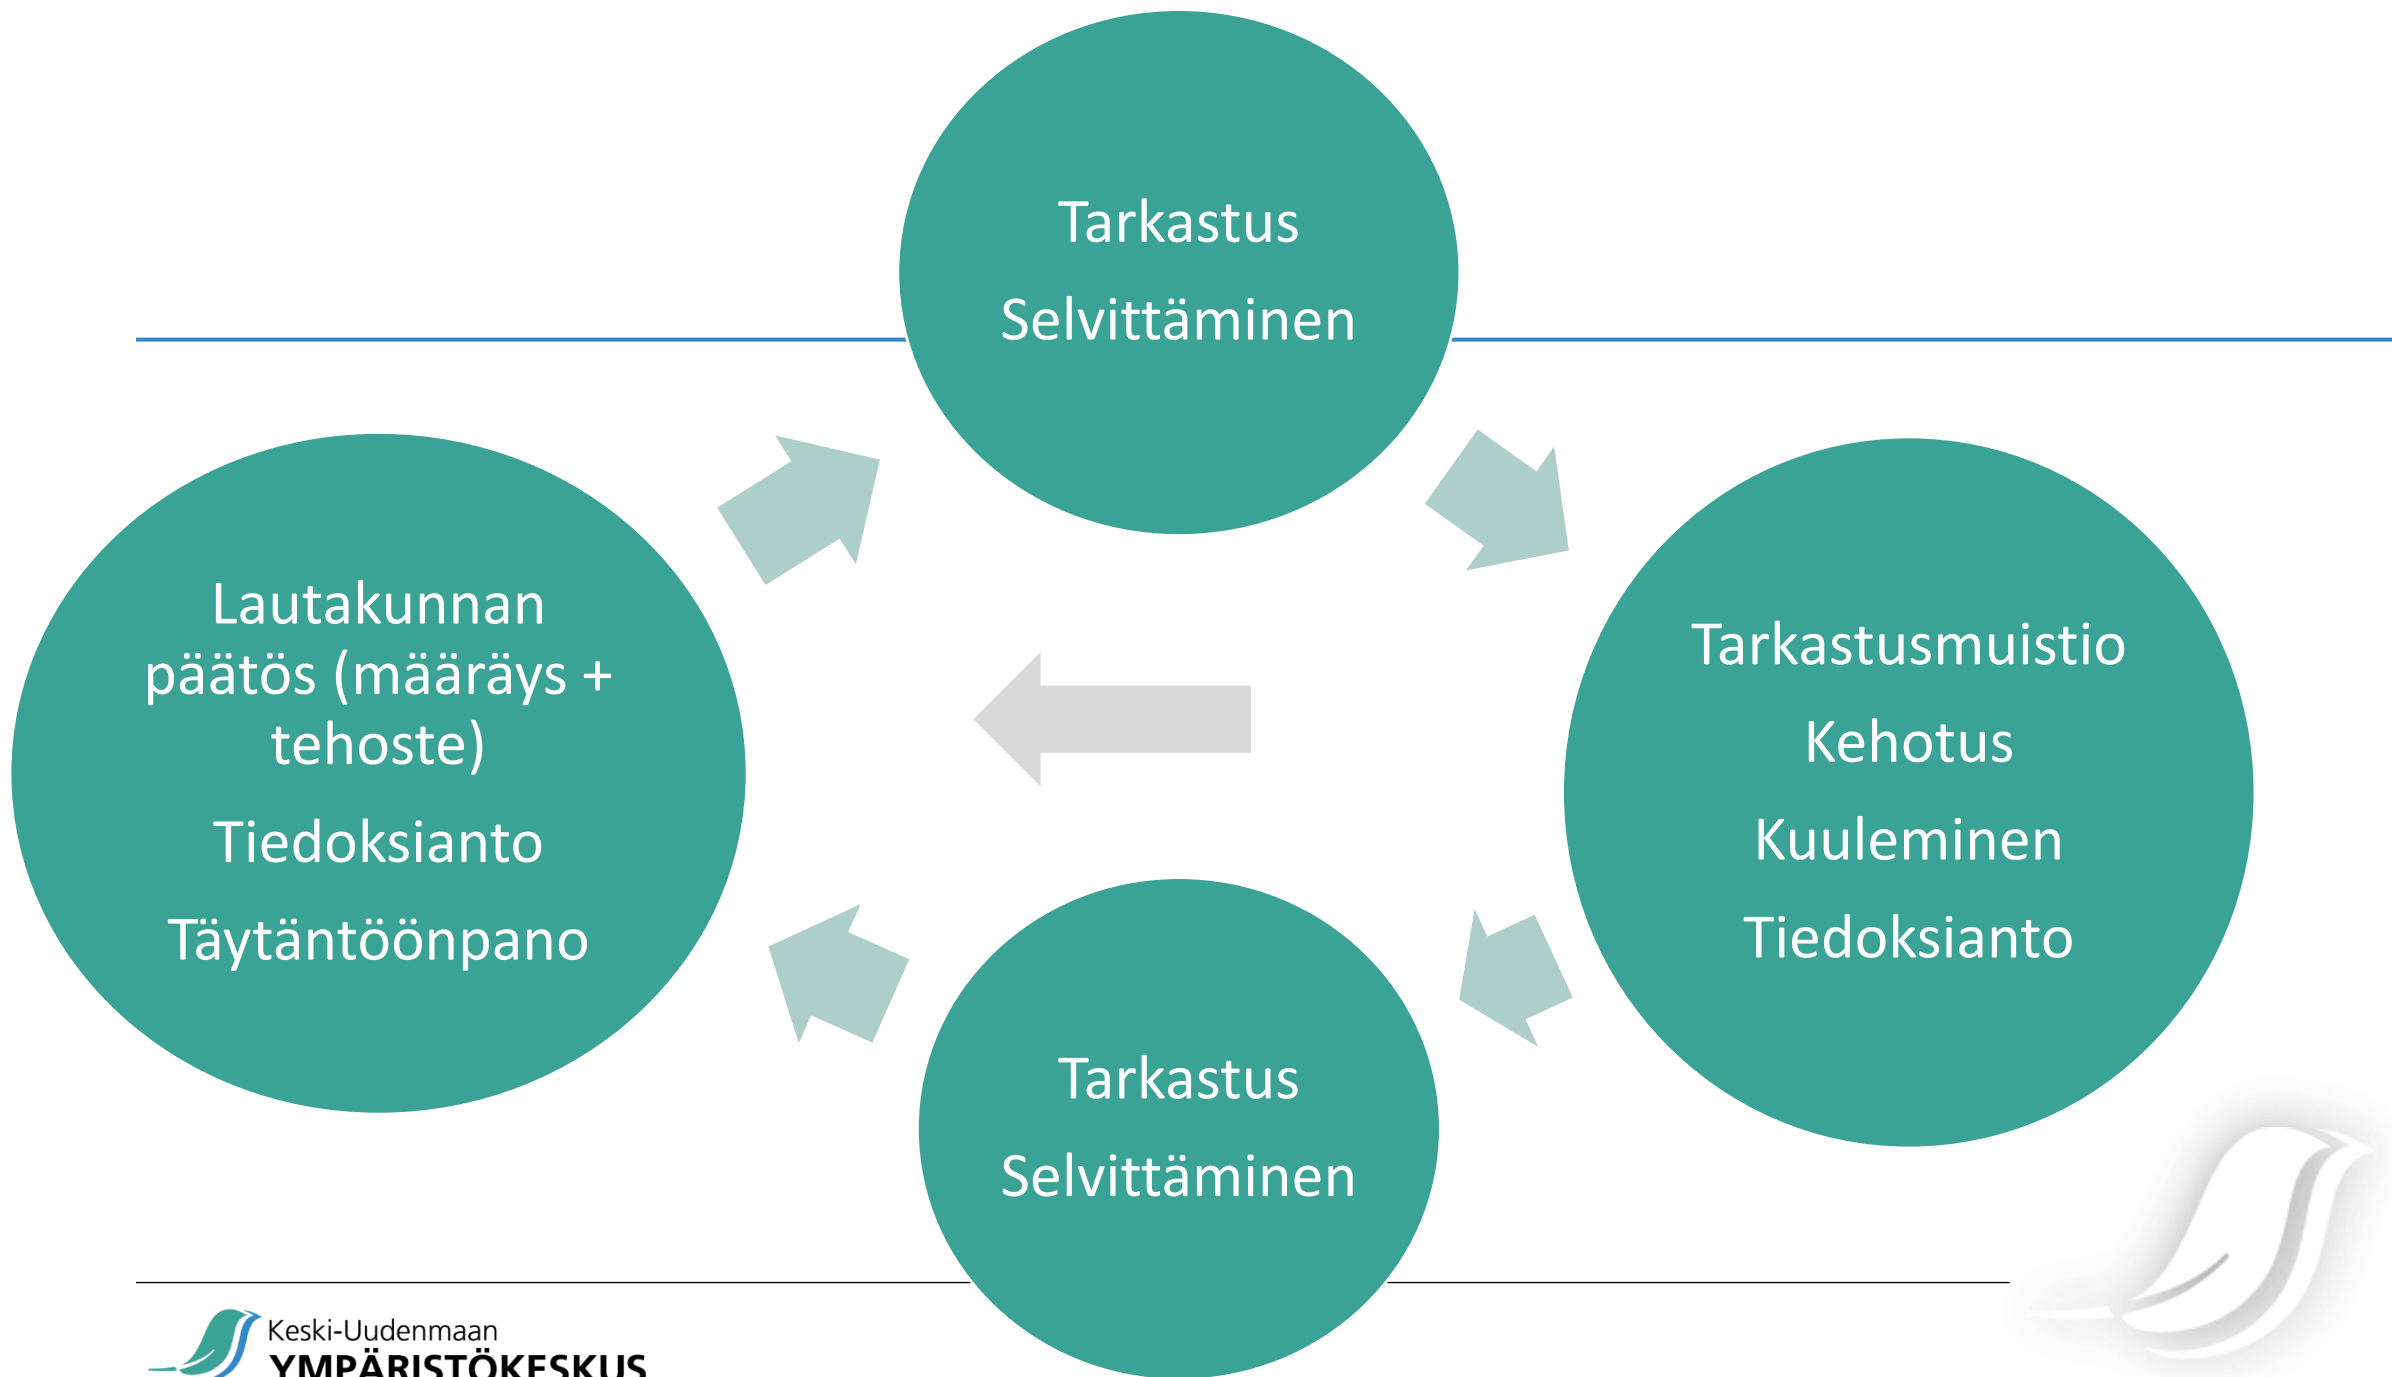 Tarkastus
Selvittäminen
Lautakunnan
päätös (määräys +
tehoste)
Tiedoksianto
Täytäntöönpano
Tarkastusmuistio
Kehotus
Kuuleminen
Tiedoksianto
Tarkastus
Selvittäminen
Keski-Uudenmaan
YMPÄRISTÖKESKUS